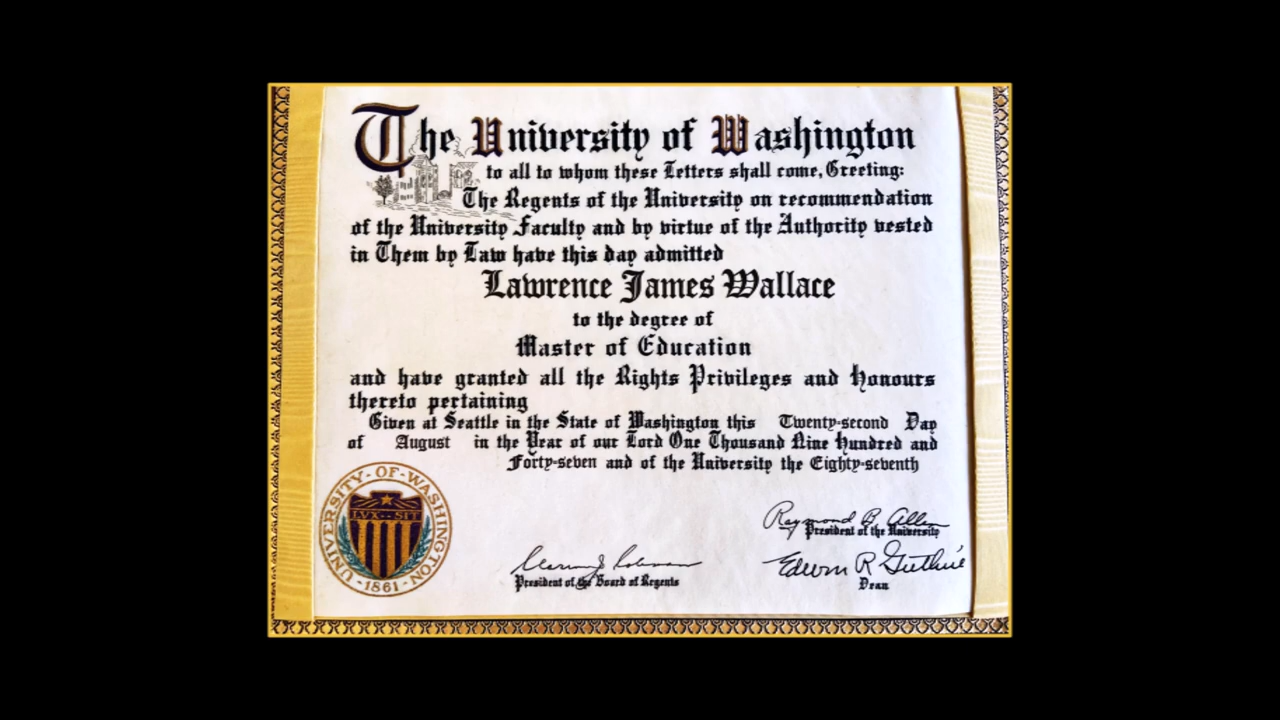 The University of Washington
to all to whom these Letters shall come, Greeting:
The Regents of the University on recommendation
of the University Faculty and by virtue of the Authority vested
in Them by Law have this day admitted
Lawrence James Wallace
to the degree of
Master of Education
and have granted all the Rights Privileges and Honours
thereto pertaining
Given at Seattle in the State of Washington this Twenty-second Day
of August in the Year of our Lord One Thousand Nine Hundred and
Forty-seven and of the University the Eighty-seventh
UNIVERSITY·OF·WASHINGTON
LVX·SIT
·1861·
Raymond B. Allen
President of the University
President of the Board of Regents
Edwin R Guthrie
Dean